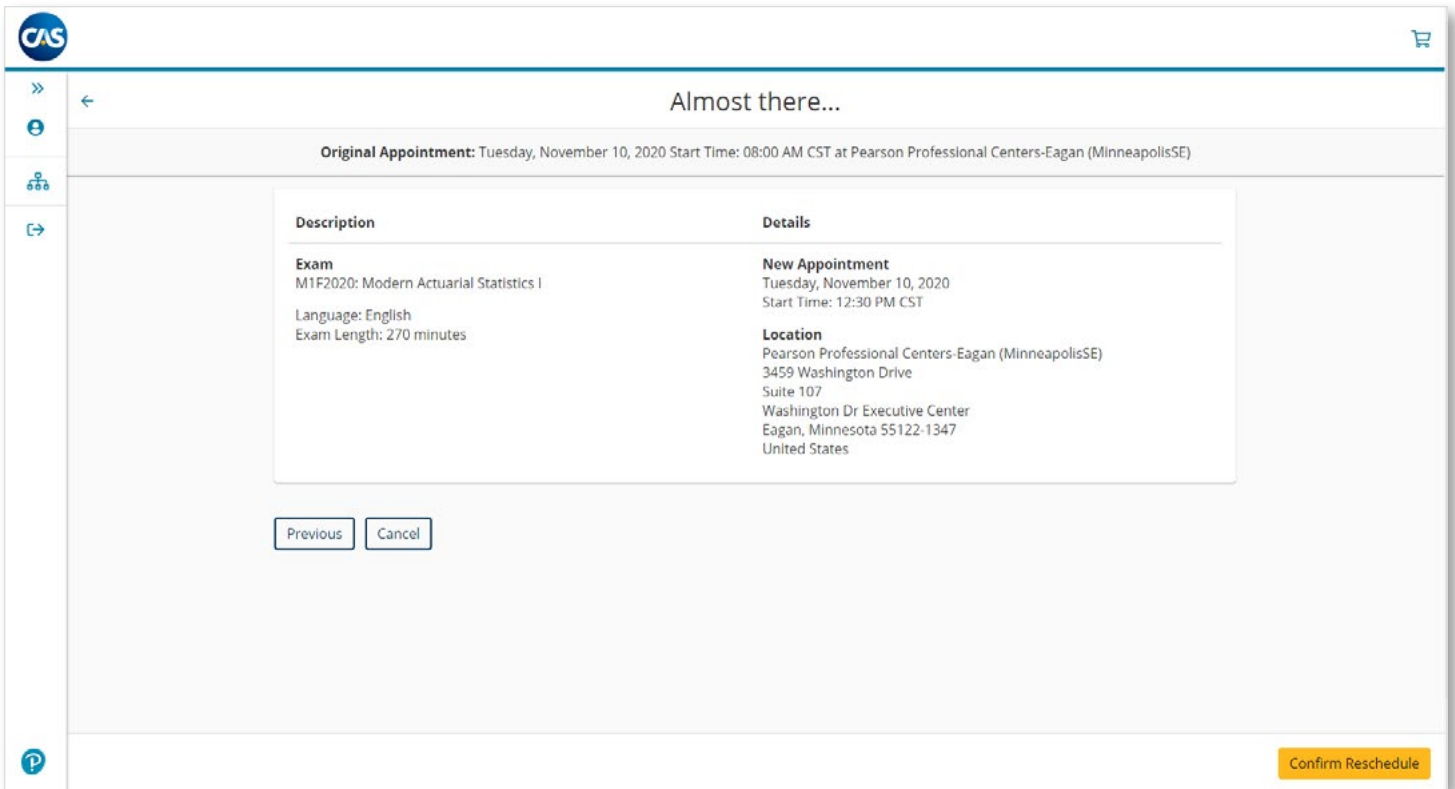 CAS
Almost there...
Original Appointment: Tuesday, November 10, 2020 Start Time: 08:00 AM CST at Pearson Professional Centers-Eagan (MinneapolisSE)
Description
Details
Exam
M1F2020: Modern Actuarial Statistics I
Language: English
Exam Length: 270 minutes
New Appointment
Tuesday, November 10, 2020
Start Time: 12:30 PM CST
Location
Pearson Professional Centers-Eagan (MinneapolisSE)
3459 Washington Drive
Suite 107
Washington Dr Executive Center
Eagan, Minnesota 55122-1347
United States
Previous
Cancel
Confirm Reschedule